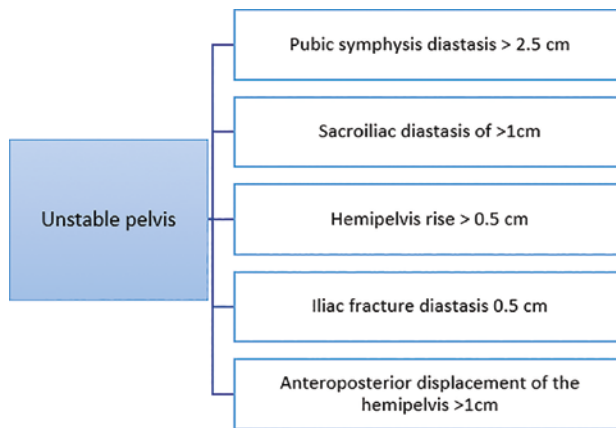 Unstable pelvis
Pubic symphysis diastasis > 2.5 cm
Sacroiliac diastasis of >1cm
Hemipelvis rise > 0.5 cm
Iliac fracture diastasis 0.5 cm
Anteroposterior displacement of the
hemipelvis >1cm